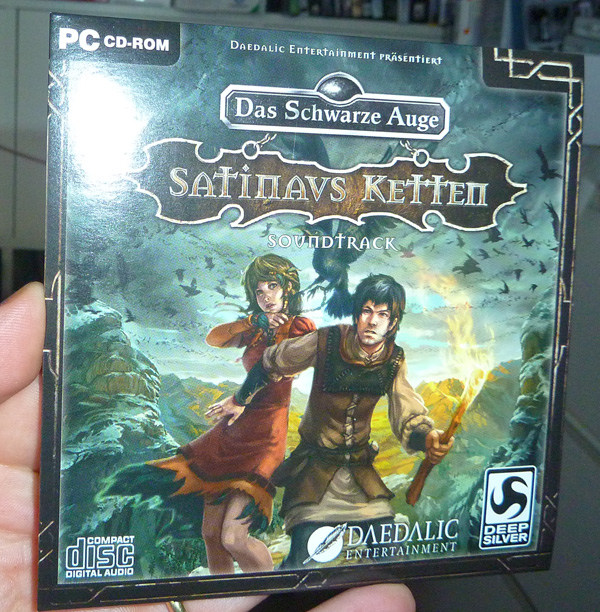 PC CD-ROM
Daedalic Entertainment präsentiert
Das Schwarze Auge
Satinavs Ketten
Soundtrack
COMPACT
disc
DIGITAL AUDIO
DAEDALIC
ENTERTAINMENT
DEEP
SILVER